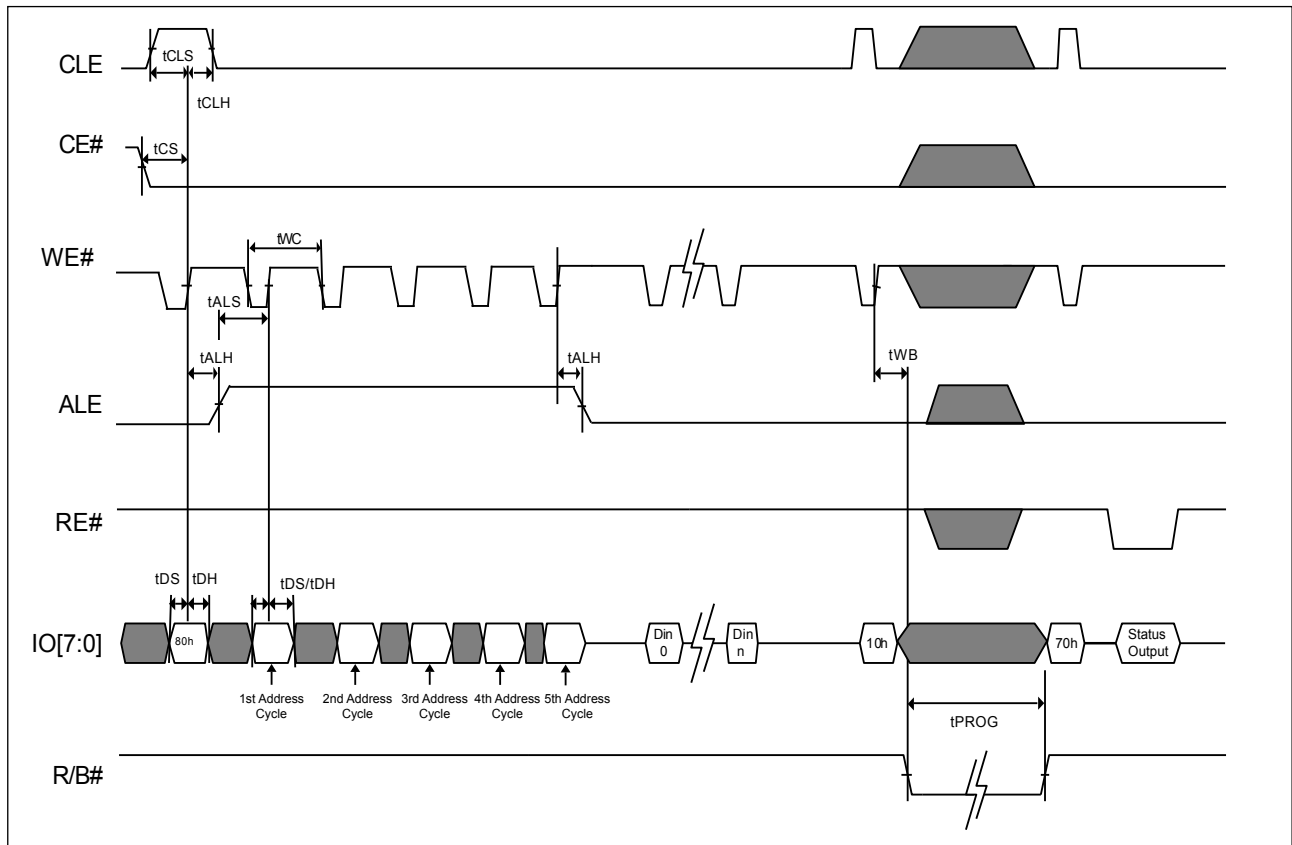 CLE
tCLS
tCLH
CE#
tCS
WE#
tWC
tALS
tALH
tALH
tWB
ALE
RE#
tDS
tDH
tDS/tDH
IO[7:0]
80h
Din
0
Din
n
10h
70h
Status
Output
1st Address
Cycle
2nd Address
Cycle
3rd Address
Cycle
4th Address
Cycle
5th Address
Cycle
tPROG
R/B#